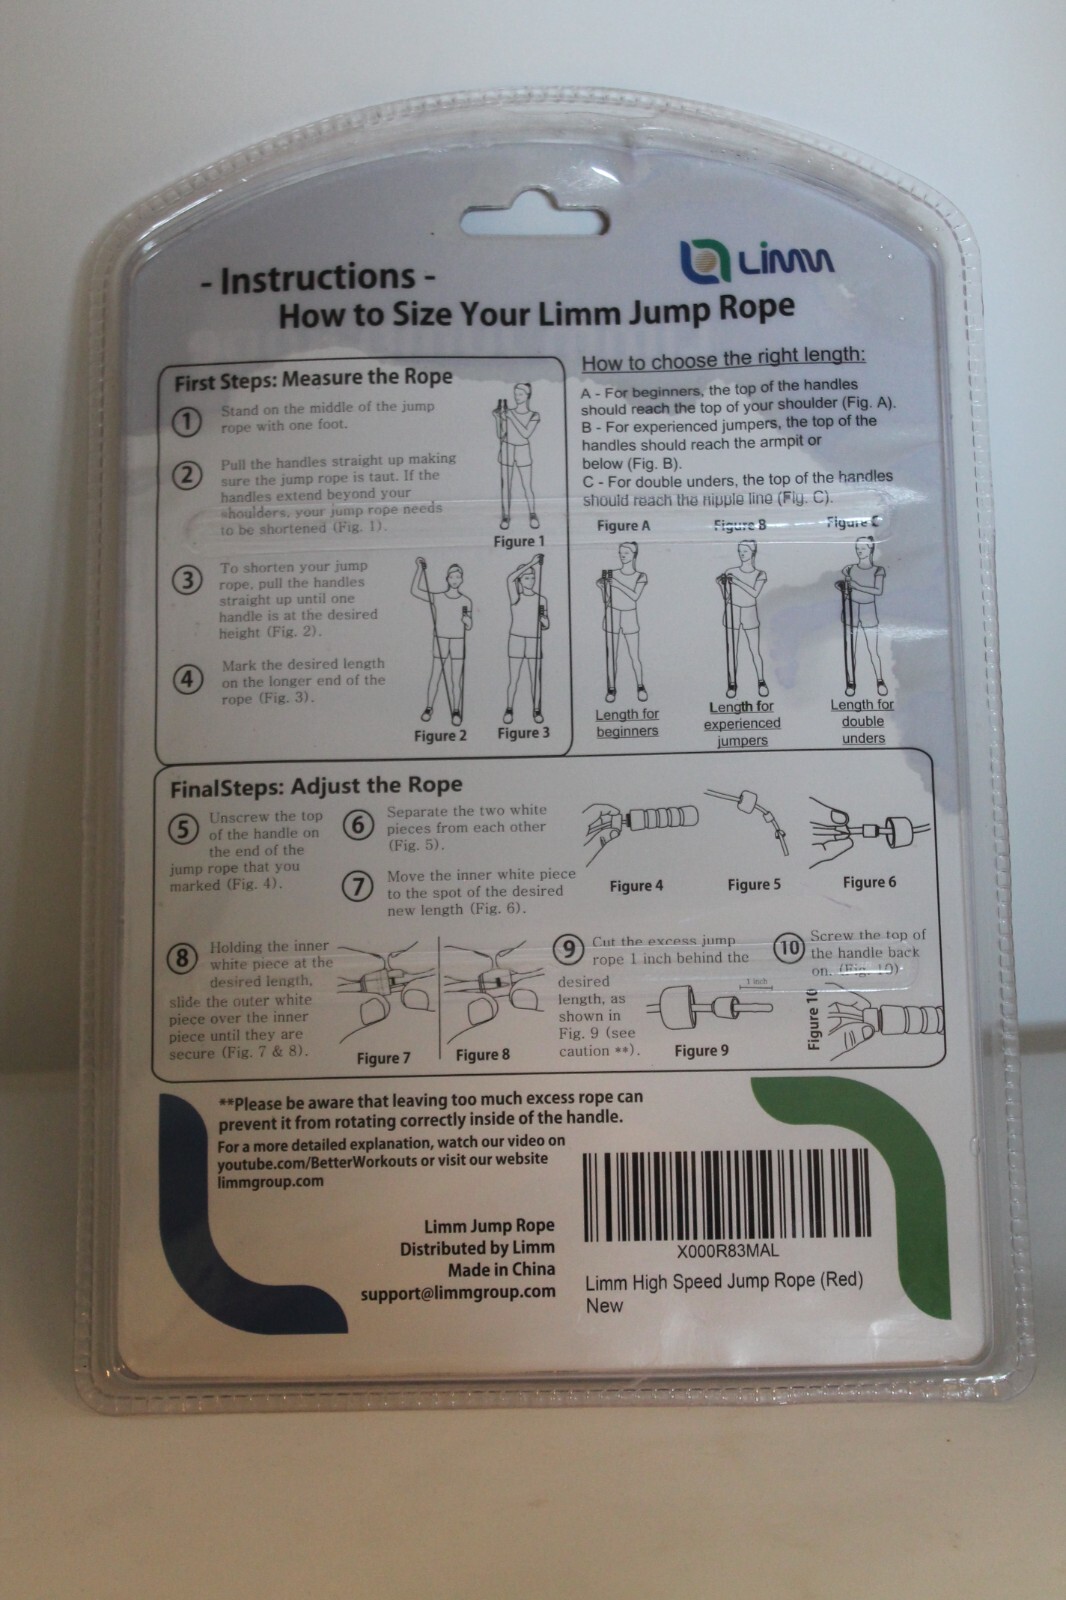 LiMM
- Instructions -
How to Size Your Limm Jump Rope
First Steps: Measure the Rope
1
Stand on the middle of the jump
rope with one foot.
2
Pull the handles straight up making
sure the jump rope is taut. If the
handles extend beyond your
shoulders, your jump rope needs
to be shortened (Fig. 1).
Figure 1
3
To shorten your jump
rope, pull the handles
straight up until one
handle is at the desired
height (Fig. 2).
4
Mark the desired length
on the longer end of the
rope (Fig. 3).
Figure 2
Figure 3
How to choose the right length:
A - For beginners, the top of the handles
should reach the top of your shoulder (Fig. A).
B - For experienced jumpers, the top of the
handles should reach the armpit or
below (Fig. B).
C - For double unders, the top of the handles
should reach the nipple line (Fig. C).
Figure A
Figure B
Figure C
Length for
beginners
Length for
experienced
jumpers
Length for
double
unders
FinalSteps: Adjust the Rope
5
Unscrew the top
of the handle on
the end of the
jump rope that you
marked (Fig. 4).
6
Separate the two white
pieces from each other
(Fig. 5).
7
Move the inner white piece
to the spot of the desired
new length (Fig. 6).
Figure 4
Figure 5
Figure 6
8
Holding the inner
white piece at the
desired length,
slide the outer white
piece over the inner
piece until they are
secure (Fig. 7 & 8).
Figure 7
Figure 8
9
Cut the excess jump
rope 1 inch behind the
desired
length, as
shown in
Fig. 9 (see
caution **).
1 inch
Figure 9
10
Screw the top of
the handle back
on. (Fig. 10).
Figure 10
**Please be aware that leaving too much excess rope can
prevent it from rotating correctly inside of the handle.
For a more detailed explanation, watch our video on
youtube.com/BetterWorkouts or visit our website
limmgroup.com
Limm Jump Rope
Distributed by Limm
Made in China
support@limmgroup.com
X000R83MAL
Limm High Speed Jump Rope (Red)
New